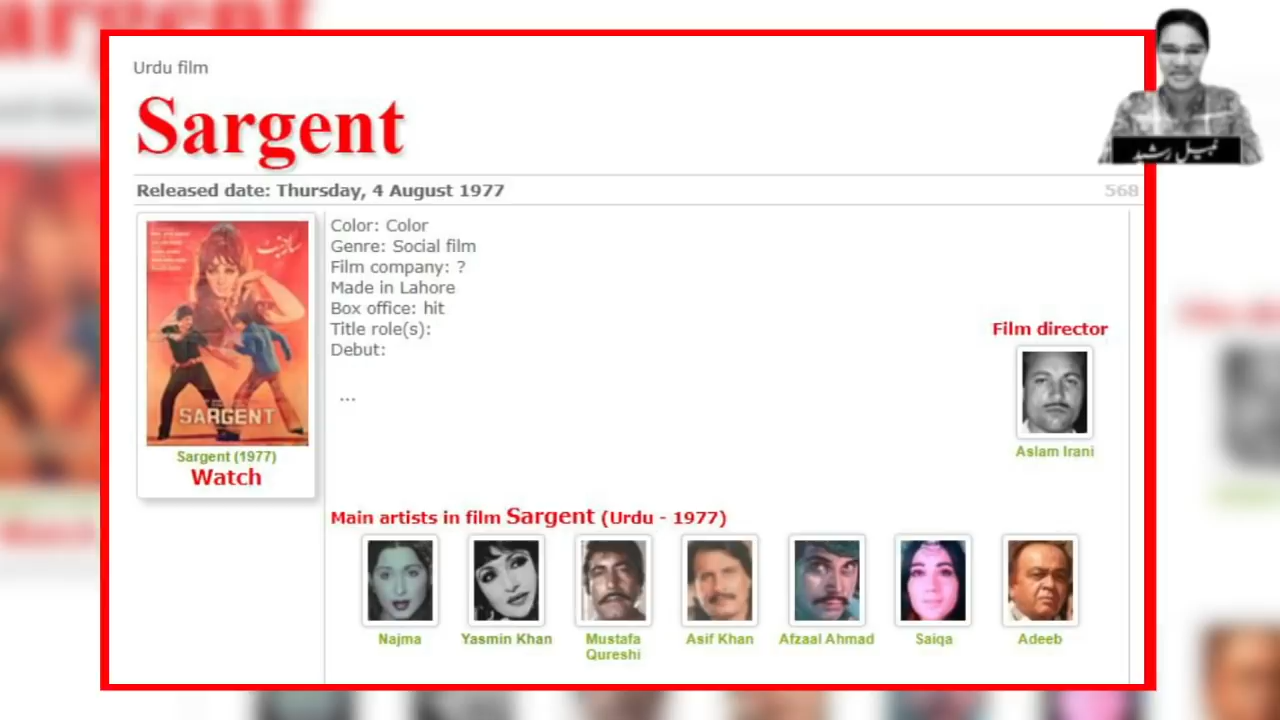 Urdu film
Sargent
Released date: Thursday, 4 August 1977
568
Color: Color
Genre: Social film
Film company: ?
Made in Lahore
Box office: hit
Title role(s):
Debut:
...
SARGENT
Sargent (1977)
Watch
Film director
Aslam Irani
Main artists in film Sargent (Urdu - 1977)
Najma
Yasmin Khan
Mustafa
Qureshi
Asif Khan
Afzaal Ahmad
Saiqa
Adeeb